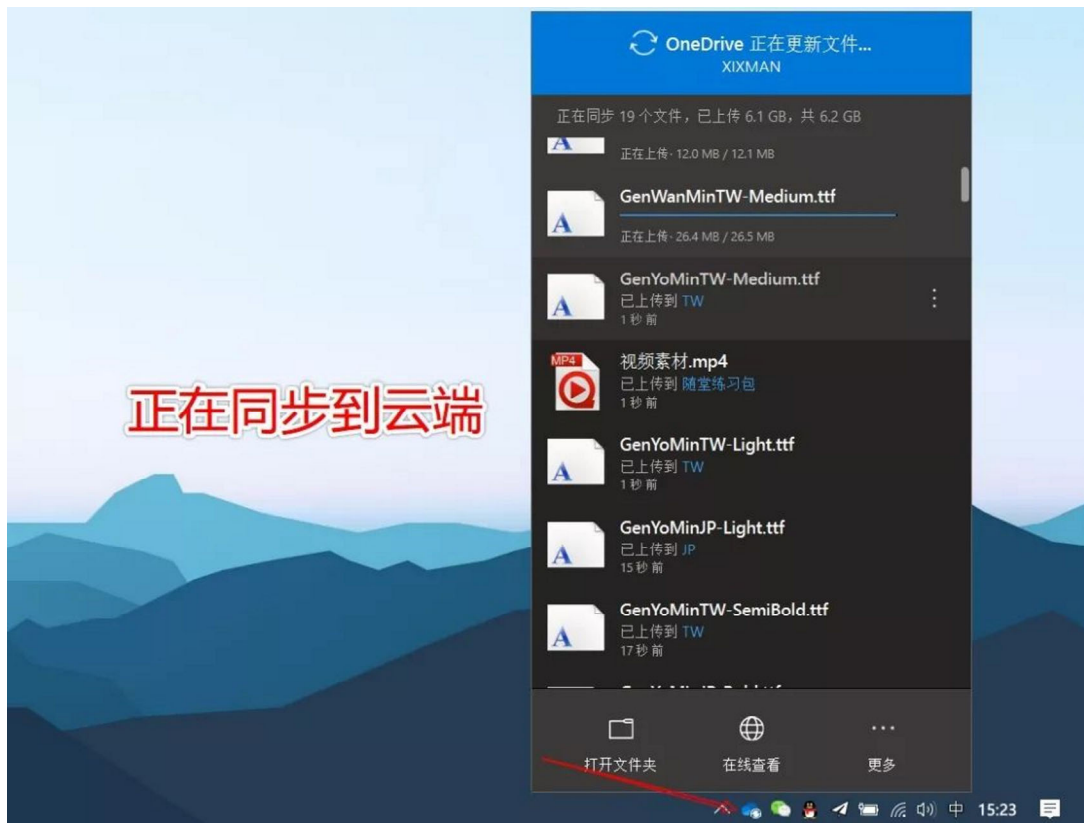 OneDrive 正在更新文件...
XIXMAN
正在同步 19 个文件，已上传 6.1 GB，共 6.2 GB
正在上传· 12.0 MB / 12.1 MB
GenWanMinTW-Medium.ttf
正在上传· 26.4 MB / 26.5 MB
GenYoMinTW-Medium.ttf
已上传到 TW
1 秒 前
MP4
视频素材.mp4
已上传到 随堂练习包
1 秒 前
正在同步到云端
GenYoMinTW-Light.ttf
已上传到 TW
1 秒 前
GenYoMinJP-Light.ttf
已上传到 JP
15 秒 前
GenYoMinTW-SemiBold.ttf
已上传到 TW
17 秒 前
打开文件夹
在线查看
更多
中
15:23